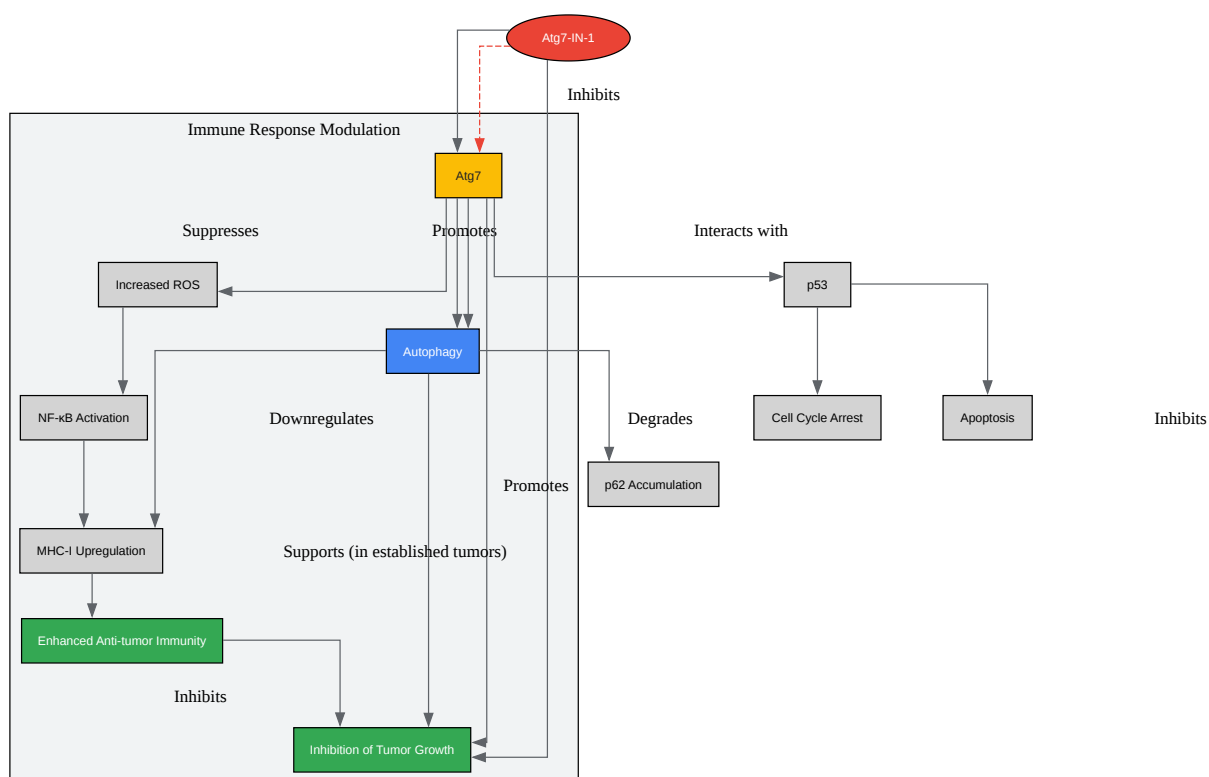 Atg7-IN-1
Inhibits
Immune Response Modulation
Atg7
Suppresses
Promotes
Interacts with
Increased ROS
p53
Autophagy
NF-κB Activation
Downregulates
Degrades
Cell Cycle Arrest
Apoptosis
Inhibits
p62 Accumulation
Promotes
MHC-I Upregulation
Supports (in established tumors)
Enhanced Anti-tumor Immunity
Inhibits
Inhibition of Tumor Growth